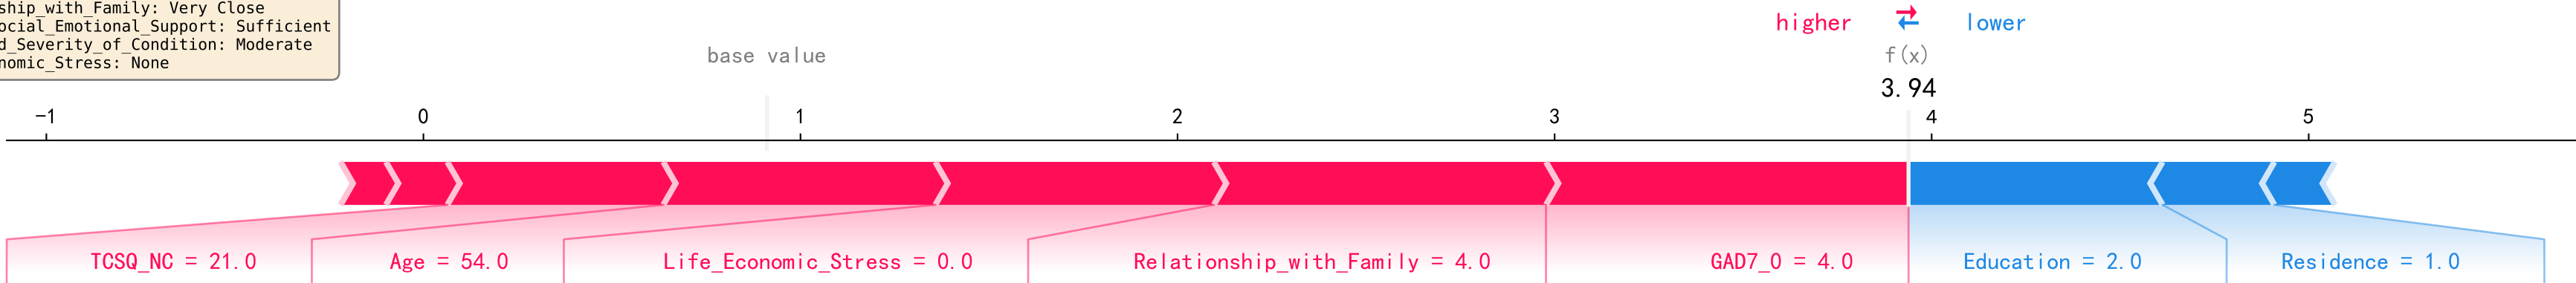 ship_with_Family: Very Close
ocial_Emotional_Support: Sufficient
d_Severity_of_Condition: Moderate
nomic_Stress: None
higher lower
base value f(x)
3.94
-1 0 1 2 3 4 5
TCSQ_NC = 21.0 Age = 54.0 Life_Economic_Stress = 0.0 Relationship_with_Family = 4.0 GAD7_0 = 4.0 Education = 2.0 Residence = 1.0